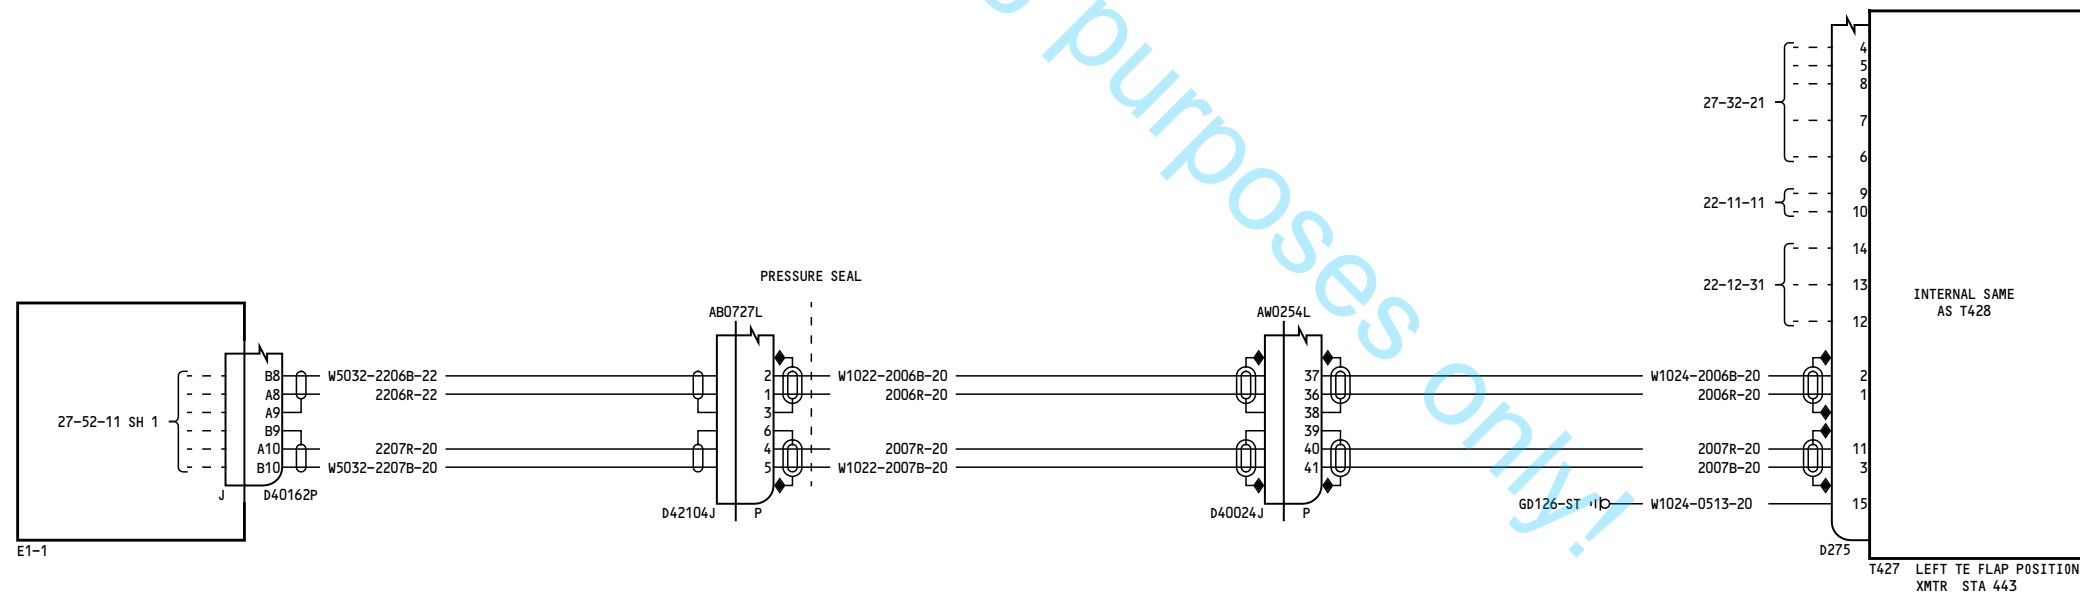 g purposes only!
4
5
8
27-32-21
7
6
9
22-11-11
10
14
22-12-31
13
12
INTERNAL SAME
AS T428
PRESSURE SEAL
AB0727L
AW0254L
27-52-11 SH 1
B8 W5032-2206B-22 2 W1022-2006B-20 37 W1024-2006B-20 2
A8 2206R-22 1 2006R-20 36 2006R-20 1
A9 3 38
B9 6 39
A10 2207R-20 4 2007R-20 40 2007R-20 11
B10 W5032-2207B-20 5 W1022-2007B-20 41 2007B-20 3
J D40162P
GD126-ST W1024-0513-20 15
D42104J P
D40024J P
E1-1
D275
T427 LEFT TE FLAP POSITION
XMTR STA 443